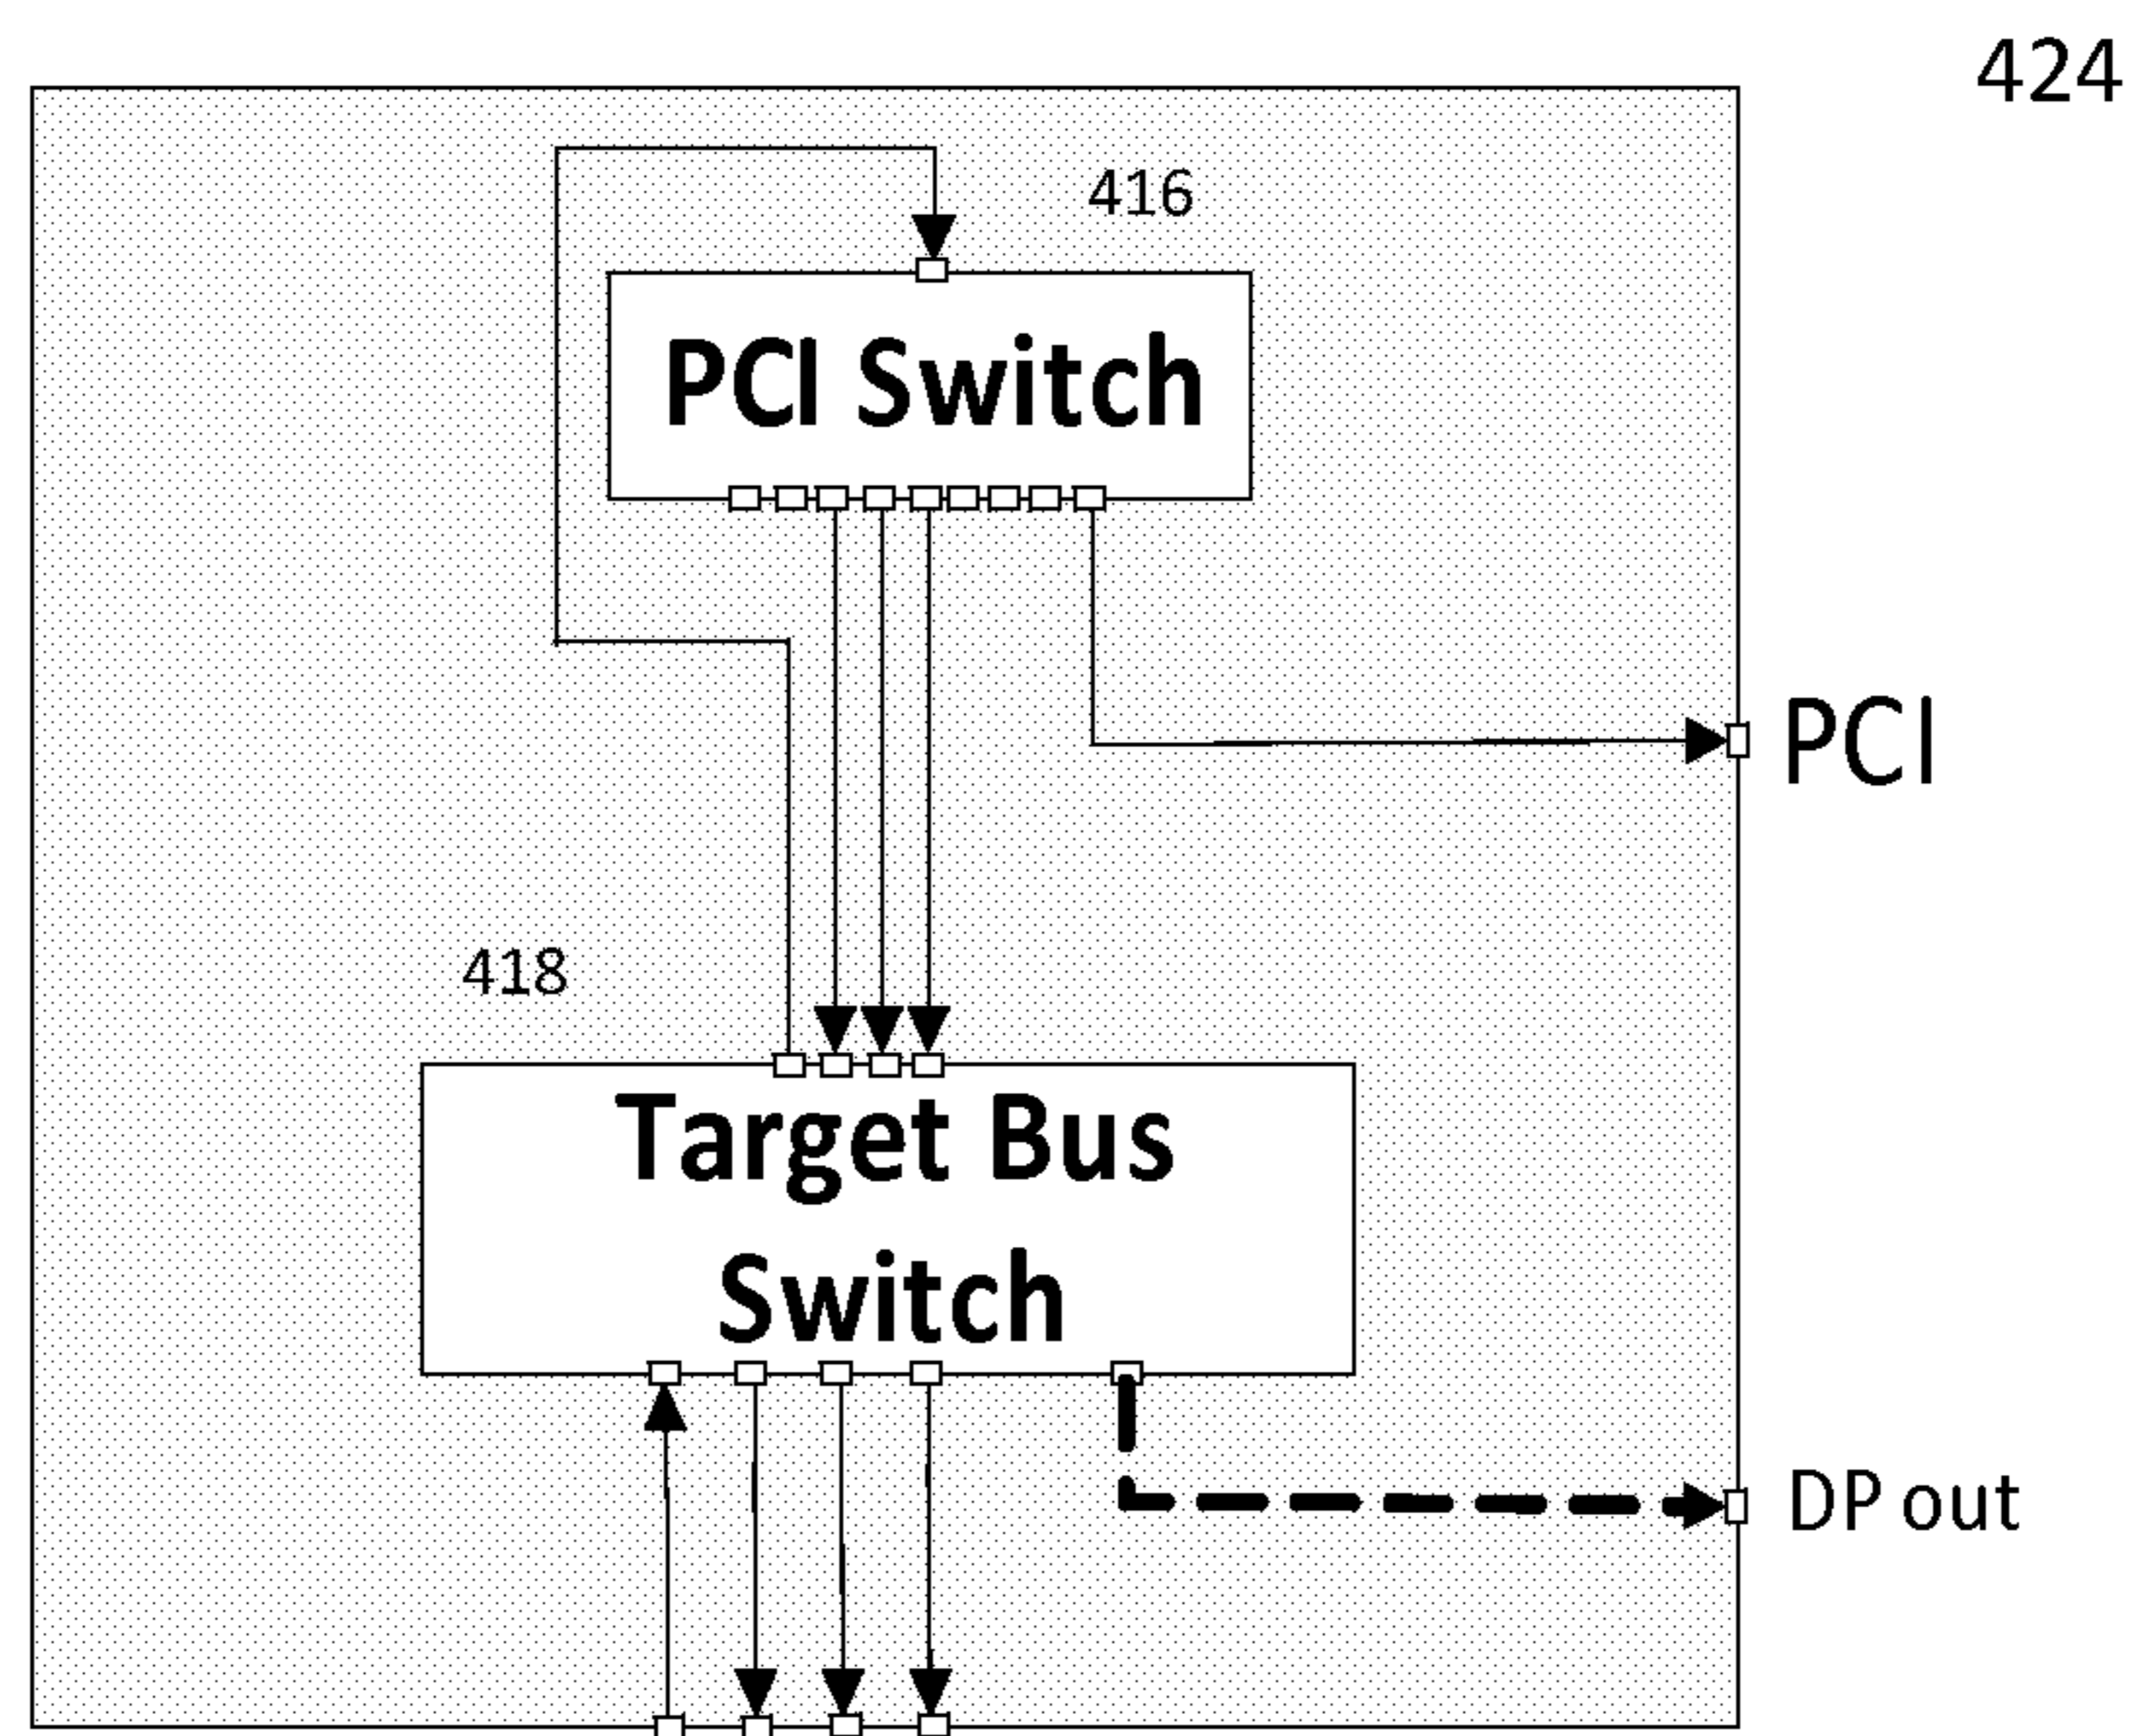 424
416
PCI Switch
PCI
418
Target Bus
Switch
DP out